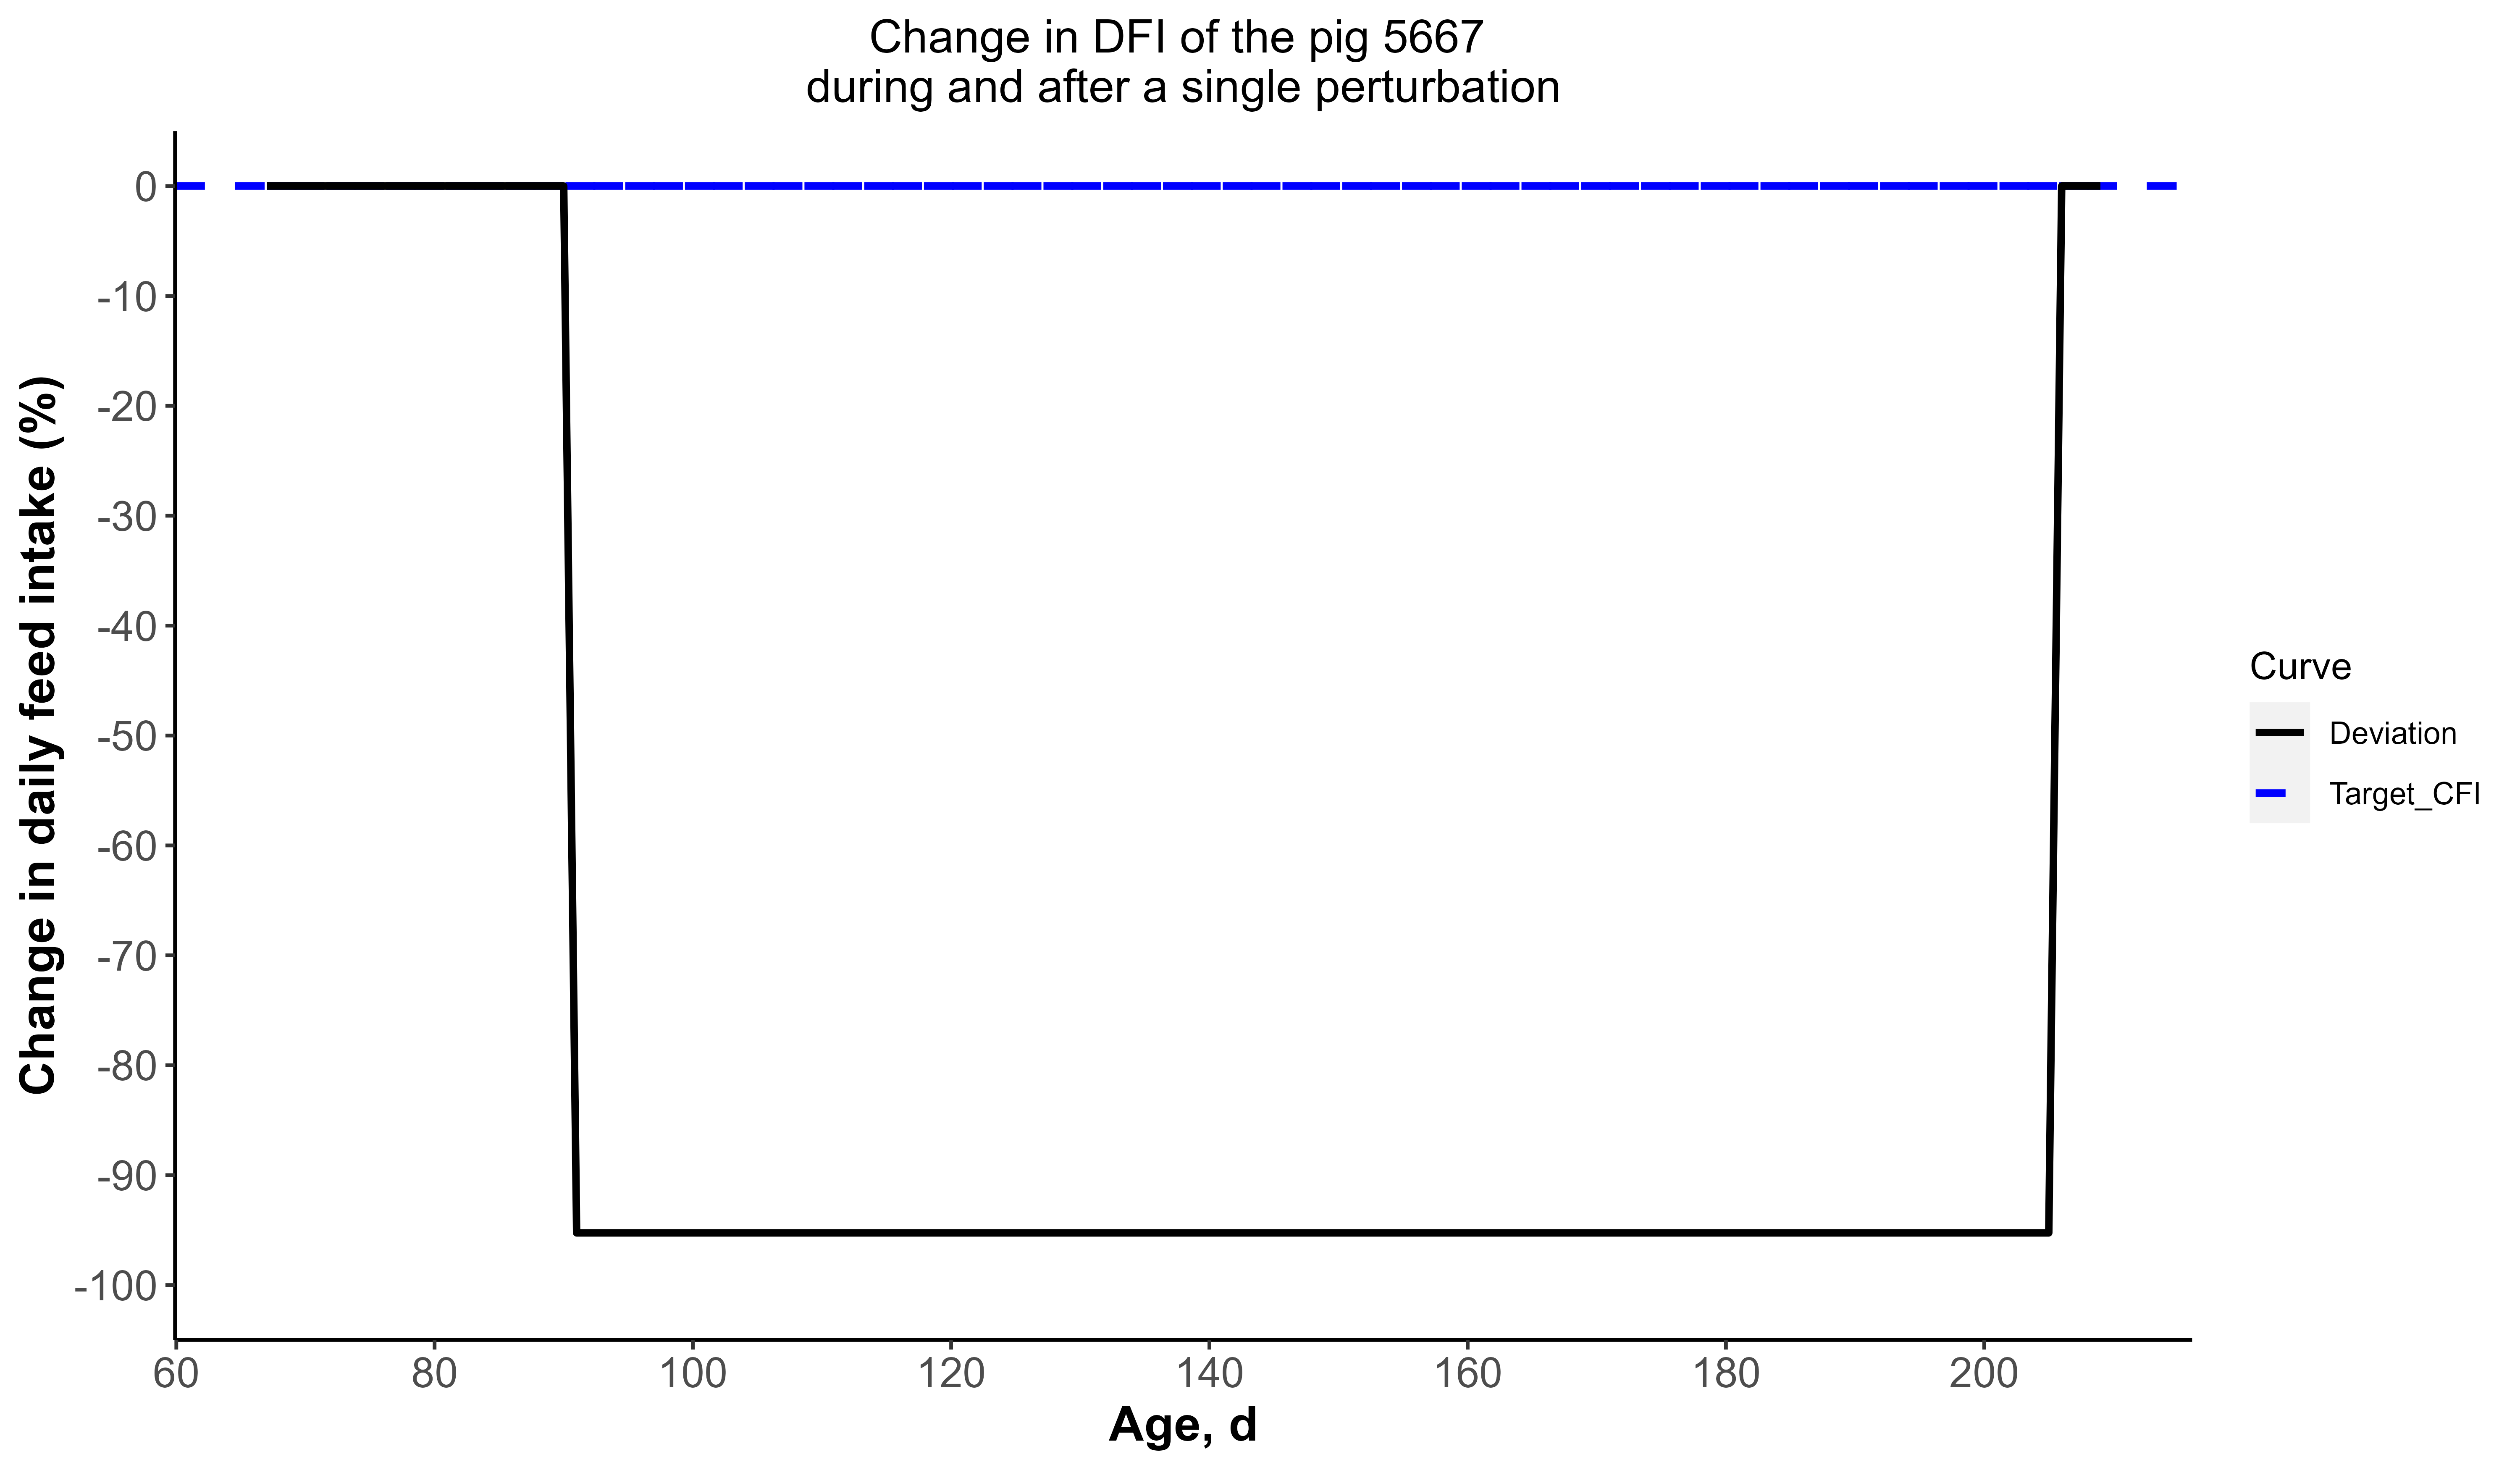 Change in DFI of the pig 5667
during and after a single perturbation
Change in daily feed intake (%)
0
-10
-20
-30
-40
-50
-60
-70
-80
-90
-100
60 80 100 120 140 160 180 200
Age, d
Curve
Deviation
Target_CFI